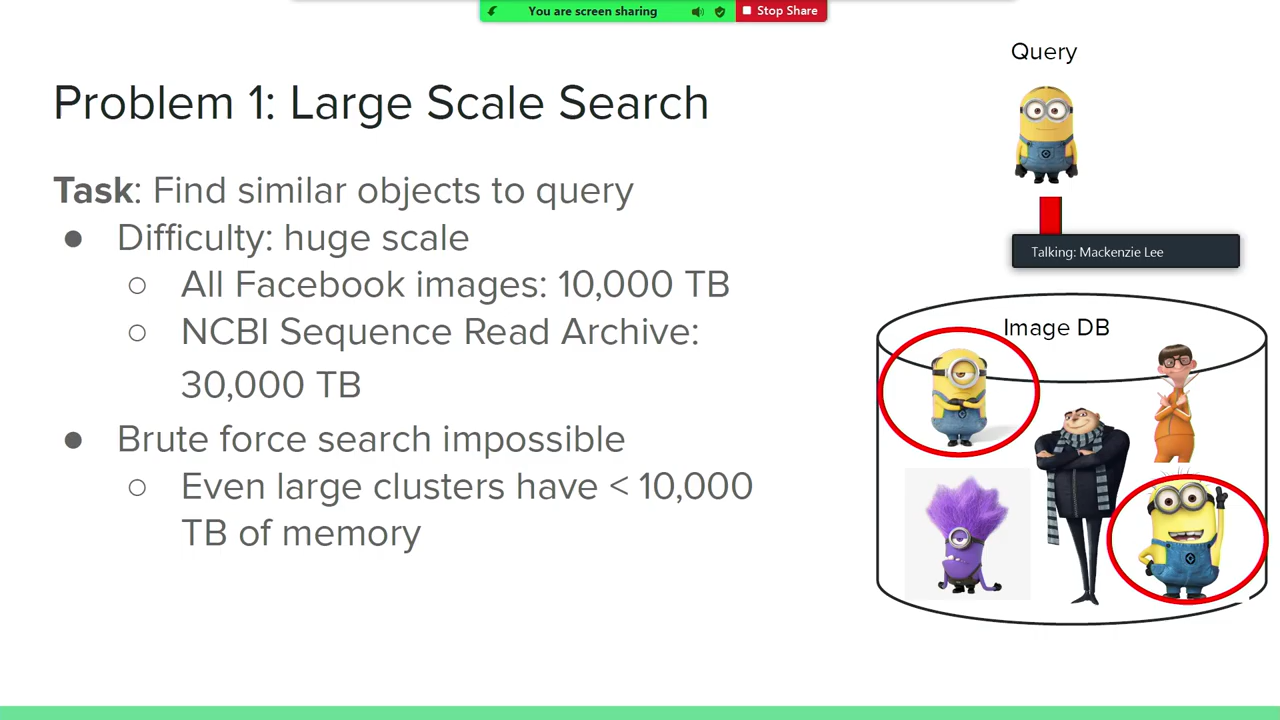 You are screen sharing
Stop Share
Query
Problem 1: Large Scale Search
Task: Find similar objects to query
● Difficulty: huge scale
○ All Facebook images: 10,000 TB
○ NCBI Sequence Read Archive:
30,000 TB
● Brute force search impossible
○ Even large clusters have < 10,000
TB of memory
Talking: Mackenzie Lee
Image DB